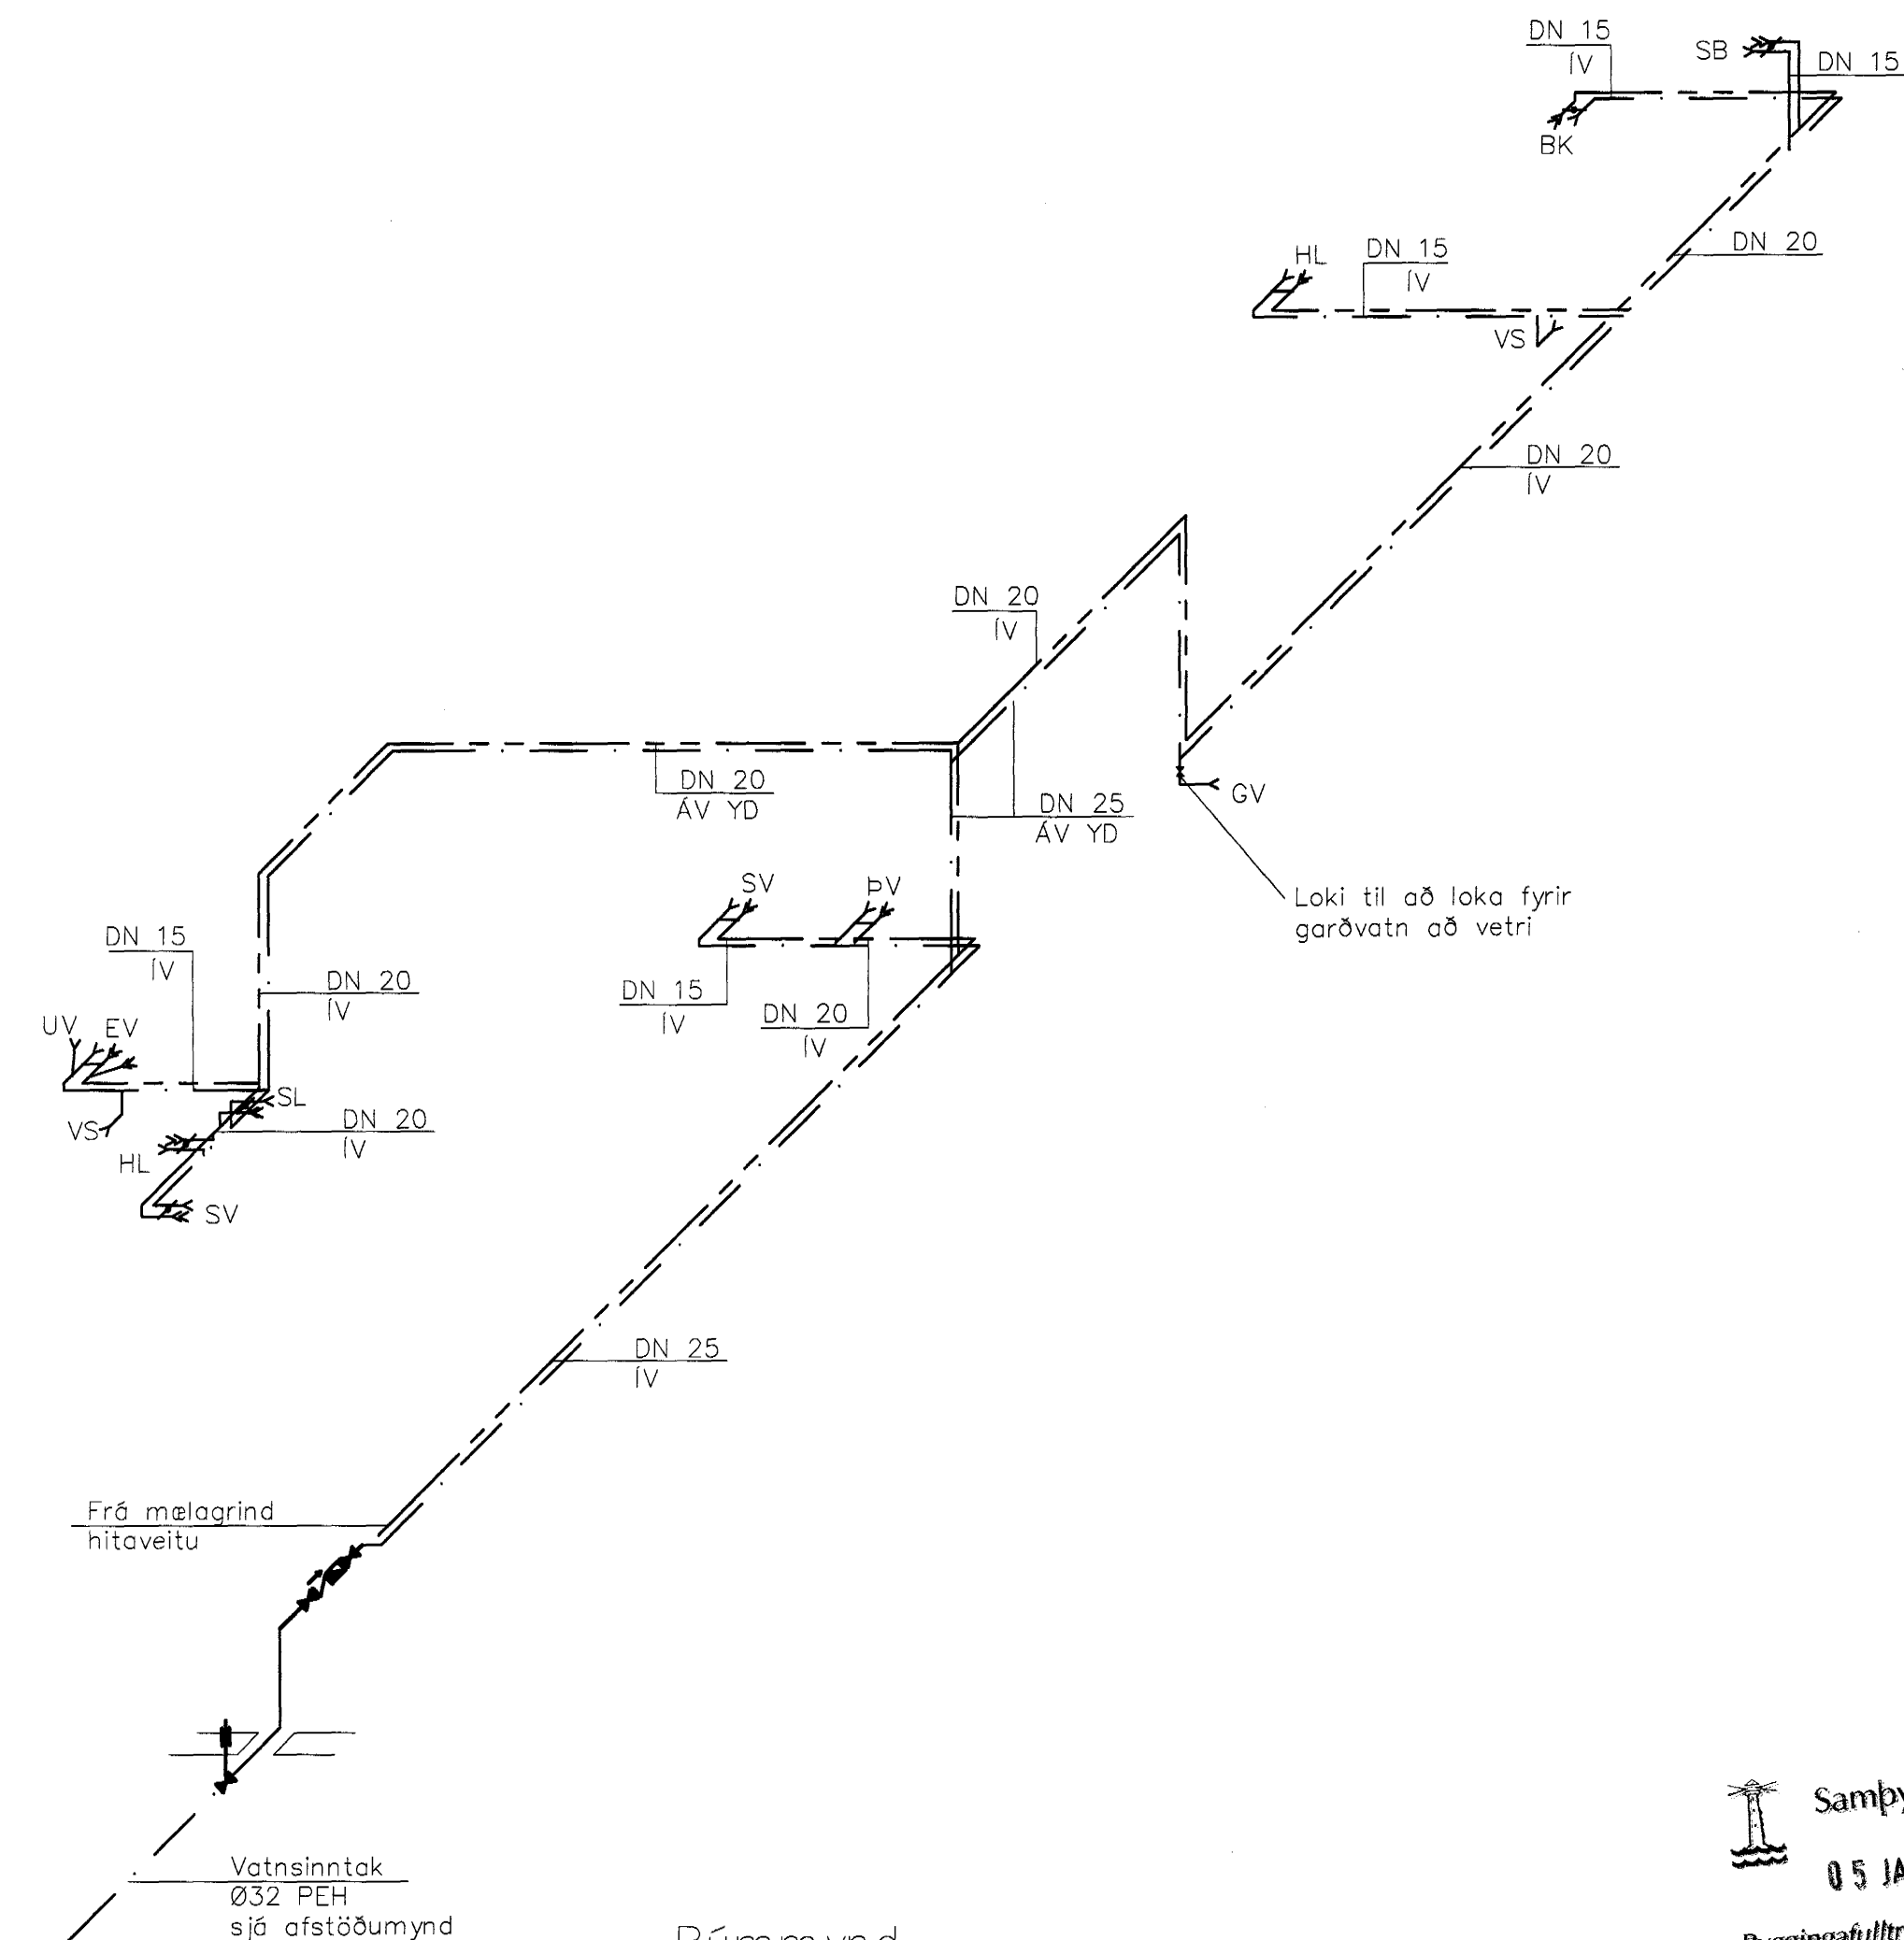 DN 15
ÍV
SB
DN 15
BK
DN 20
HL
DN 15
ÍV
VS
DN 20
ÍV
DN 20
ÍV
DN 20
ÁV YD
DN 25
ÁV YD
GV
SV
ÞV
Loki til að loka fyrir
garðvatn að vetri
DN 15
ÍV
DN 20
ÍV
DN 15
ÍV
DN 20
ÍV
UV
EV
SL
VS
DN 20
ÍV
HL
SV
DN 25
ÍV
Frá mælagrind
hitaveitu
Vatnsinntak
Ø32 PEH
sjá afstöðumynd
05